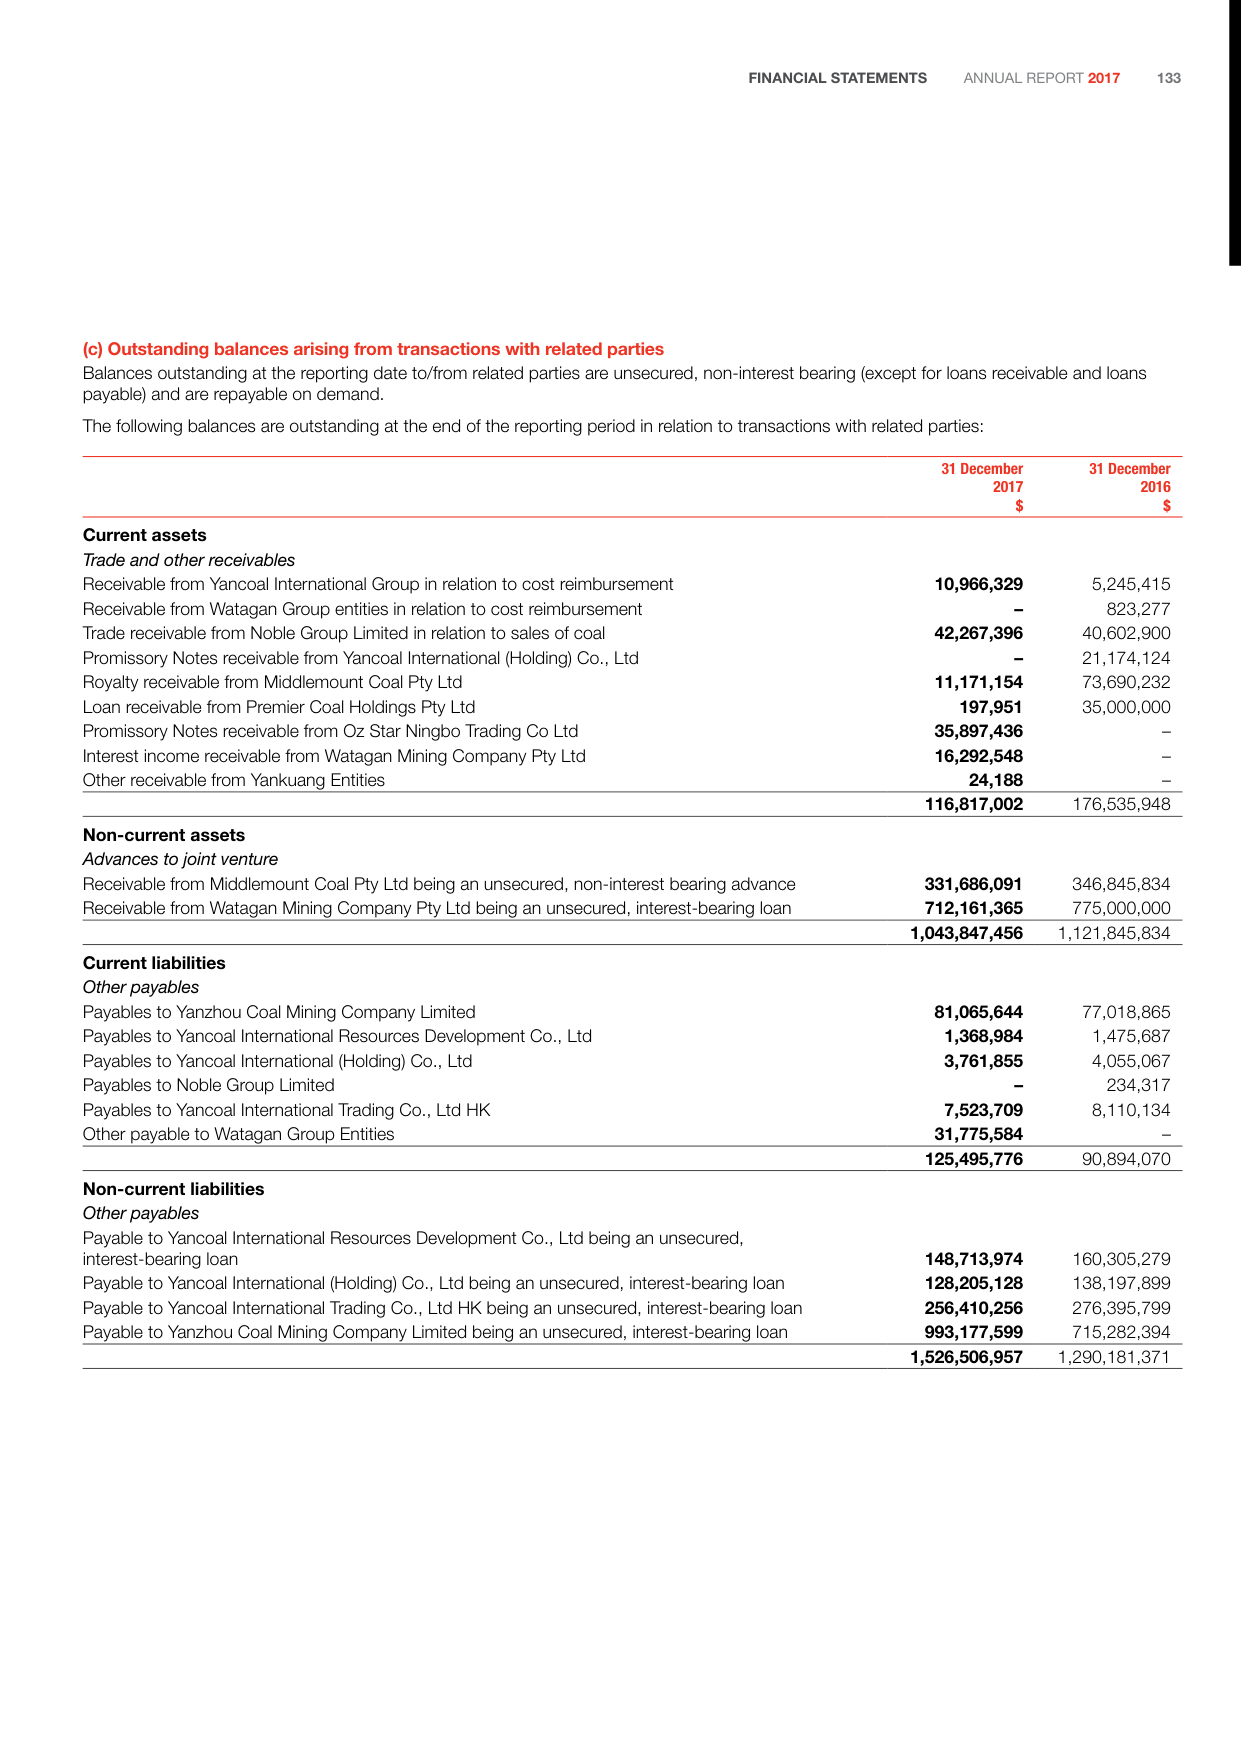 FINANCIAL STATEMENTS ANNUAL REPORT 2017 133
(c) Outstanding balances arising from transactions with related parties
Balances outstanding at the reporting date to/from related parties are unsecured, non-interest bearing (except for loans receivable and loans
payable) and are repayable on demand.
The following balances are outstanding at the end of the reporting period in relation to transactions with related parties:
31 December 31 December
2017 2016
$ $
Current assets
Trade and other receivables
Receivable from Yancoal International Group in relation to cost reimbursement 10,966,329 5,245,415
Receivable from Watagan Group entities in relation to cost reimbursement – 823,277
Trade receivable from Noble Group Limited in relation to sales of coal 42,267,396 40,602,900
Promissory Notes receivable from Yancoal International (Holding) Co., Ltd – 21,174,124
Royalty receivable from Middlemount Coal Pty Ltd 11,171,154 73,690,232
Loan receivable from Premier Coal Holdings Pty Ltd 197,951 35,000,000
Promissory Notes receivable from Oz Star Ningbo Trading Co Ltd 35,897,436 –
Interest income receivable from Watagan Mining Company Pty Ltd 16,292,548 –
Other receivable from Yankuang Entities 24,188 –
116,817,002 176,535,948
Non-current assets
Advances to joint venture
Receivable from Middlemount Coal Pty Ltd being an unsecured, non-interest bearing advance 331,686,091 346,845,834
Receivable from Watagan Mining Company Pty Ltd being an unsecured, interest-bearing loan 712,161,365 775,000,000
1,043,847,456 1,121,845,834
Current liabilities
Other payables
Payables to Yanzhou Coal Mining Company Limited 81,065,644 77,018,865
Payables to Yancoal International Resources Development Co., Ltd 1,368,984 1,475,687
Payables to Yancoal International (Holding) Co., Ltd 3,761,855 4,055,067
Payables to Noble Group Limited – 234,317
Payables to Yancoal International Trading Co., Ltd HK 7,523,709 8,110,134
Other payable to Watagan Group Entities 31,775,584 –
125,495,776 90,894,070
Non-current liabilities
Other payables
Payable to Yancoal International Resources Development Co., Ltd being an unsecured,
interest-bearing loan 148,713,974 160,305,279
Payable to Yancoal International (Holding) Co., Ltd being an unsecured, interest-bearing loan 128,205,128 138,197,899
Payable to Yancoal International Trading Co., Ltd HK being an unsecured, interest-bearing loan 256,410,256 276,395,799
Payable to Yanzhou Coal Mining Company Limited being an unsecured, interest-bearing loan 993,177,599 715,282,394
1,526,506,957 1,290,181,371